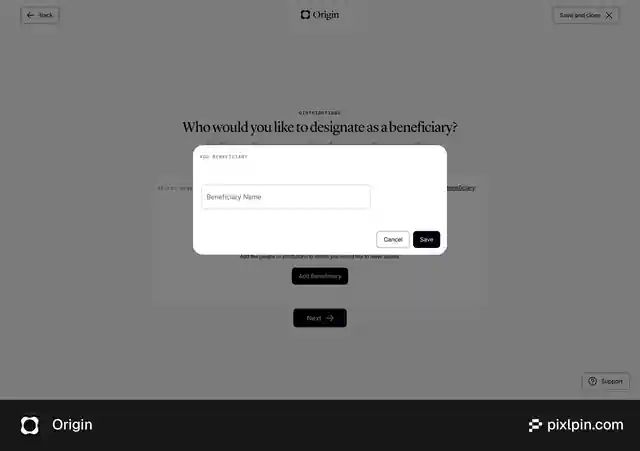 Back
Origin
Save and close
Who would you like to designate as a beneficiary?
ADD BENEFICIARY
beneficiary
Beneficiary Name
Cancel
Save
Add the people or institutions to whom you would like to leave assets
Add Beneficiary
Next
Support
Origin
pixlpin.com